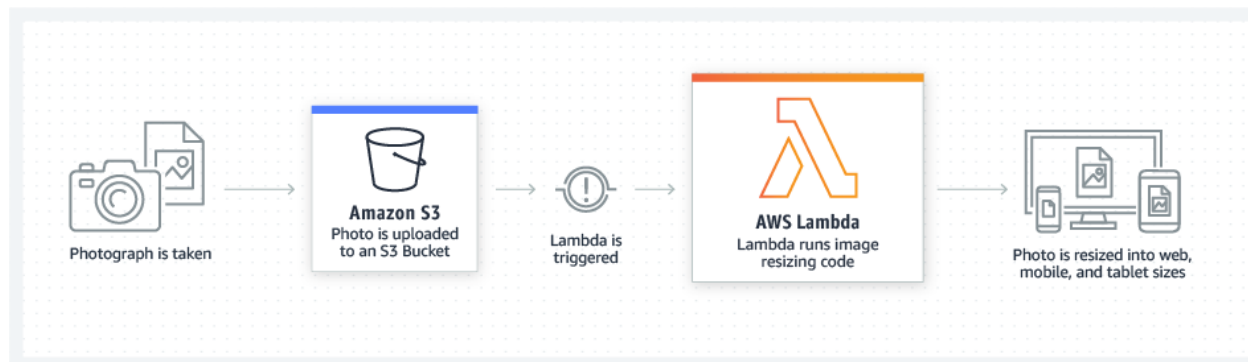 Photograph is taken
Amazon S3
Photo is uploaded
to an S3 Bucket
Lambda is
triggered
AWS Lambda
Lambda runs image
resizing code
Photo is resized into web,
mobile, and tablet sizes